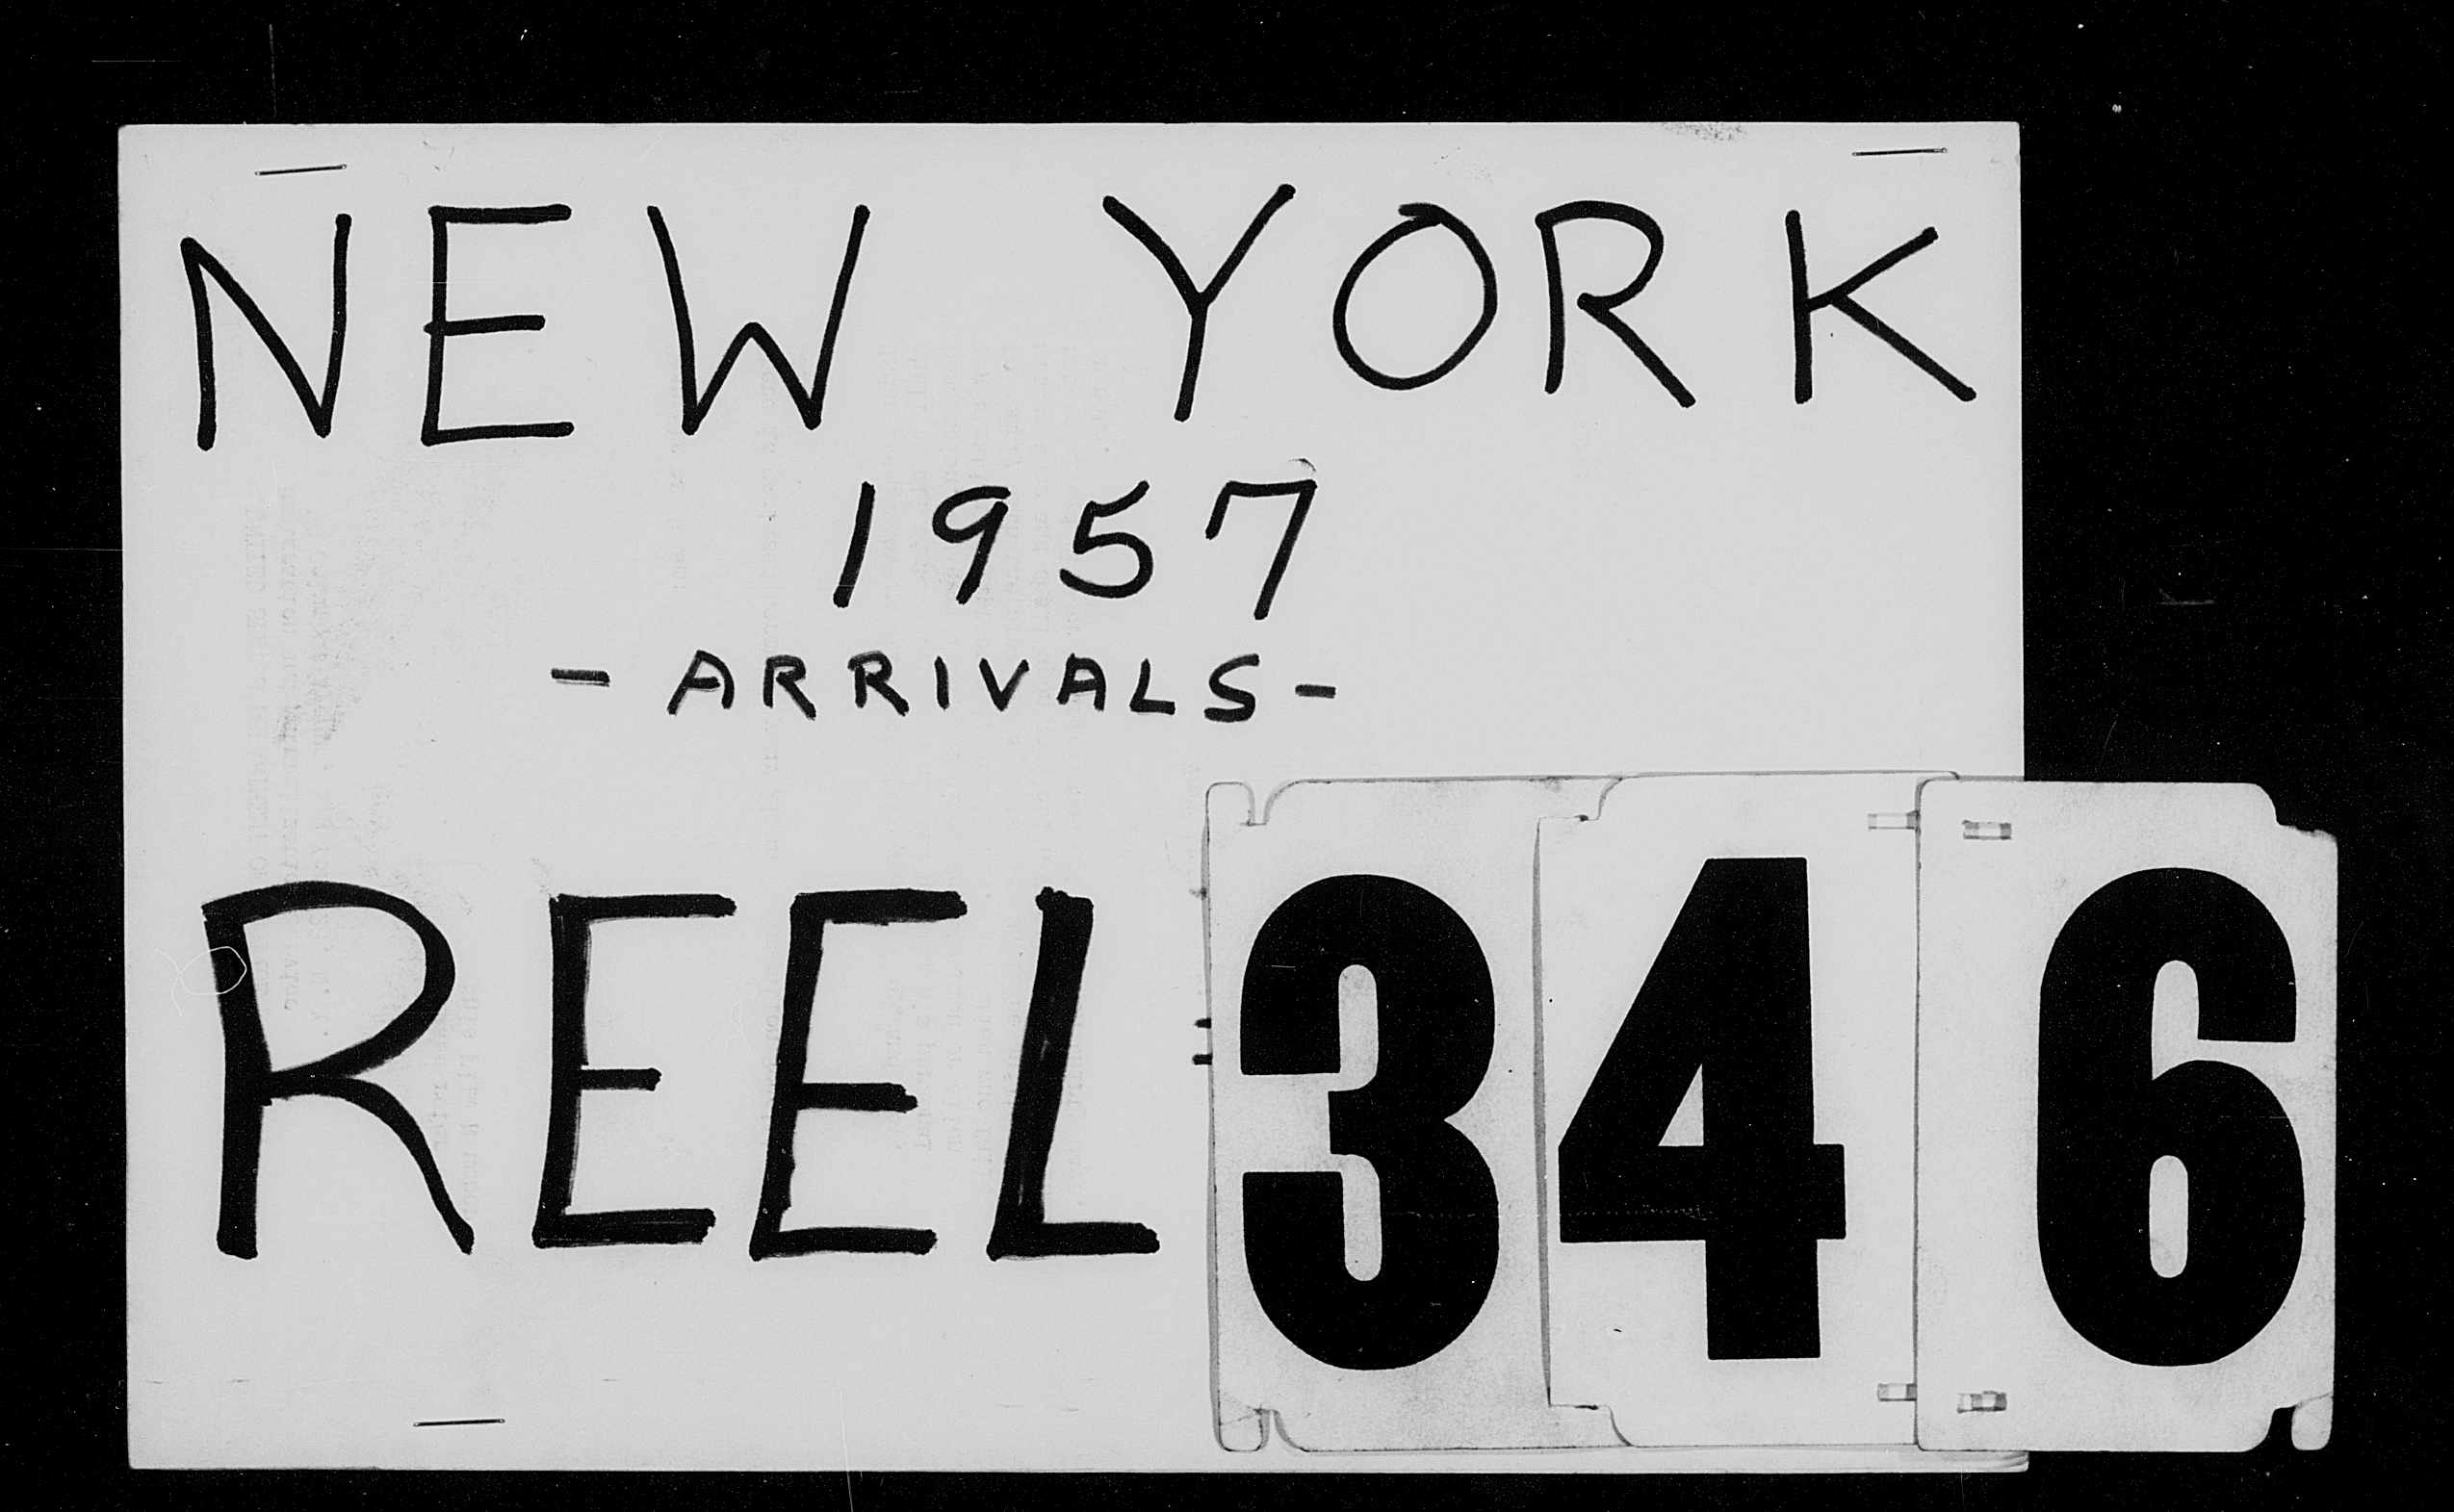 NEW YORK
1957
- ARRIVALS -
REEL 346